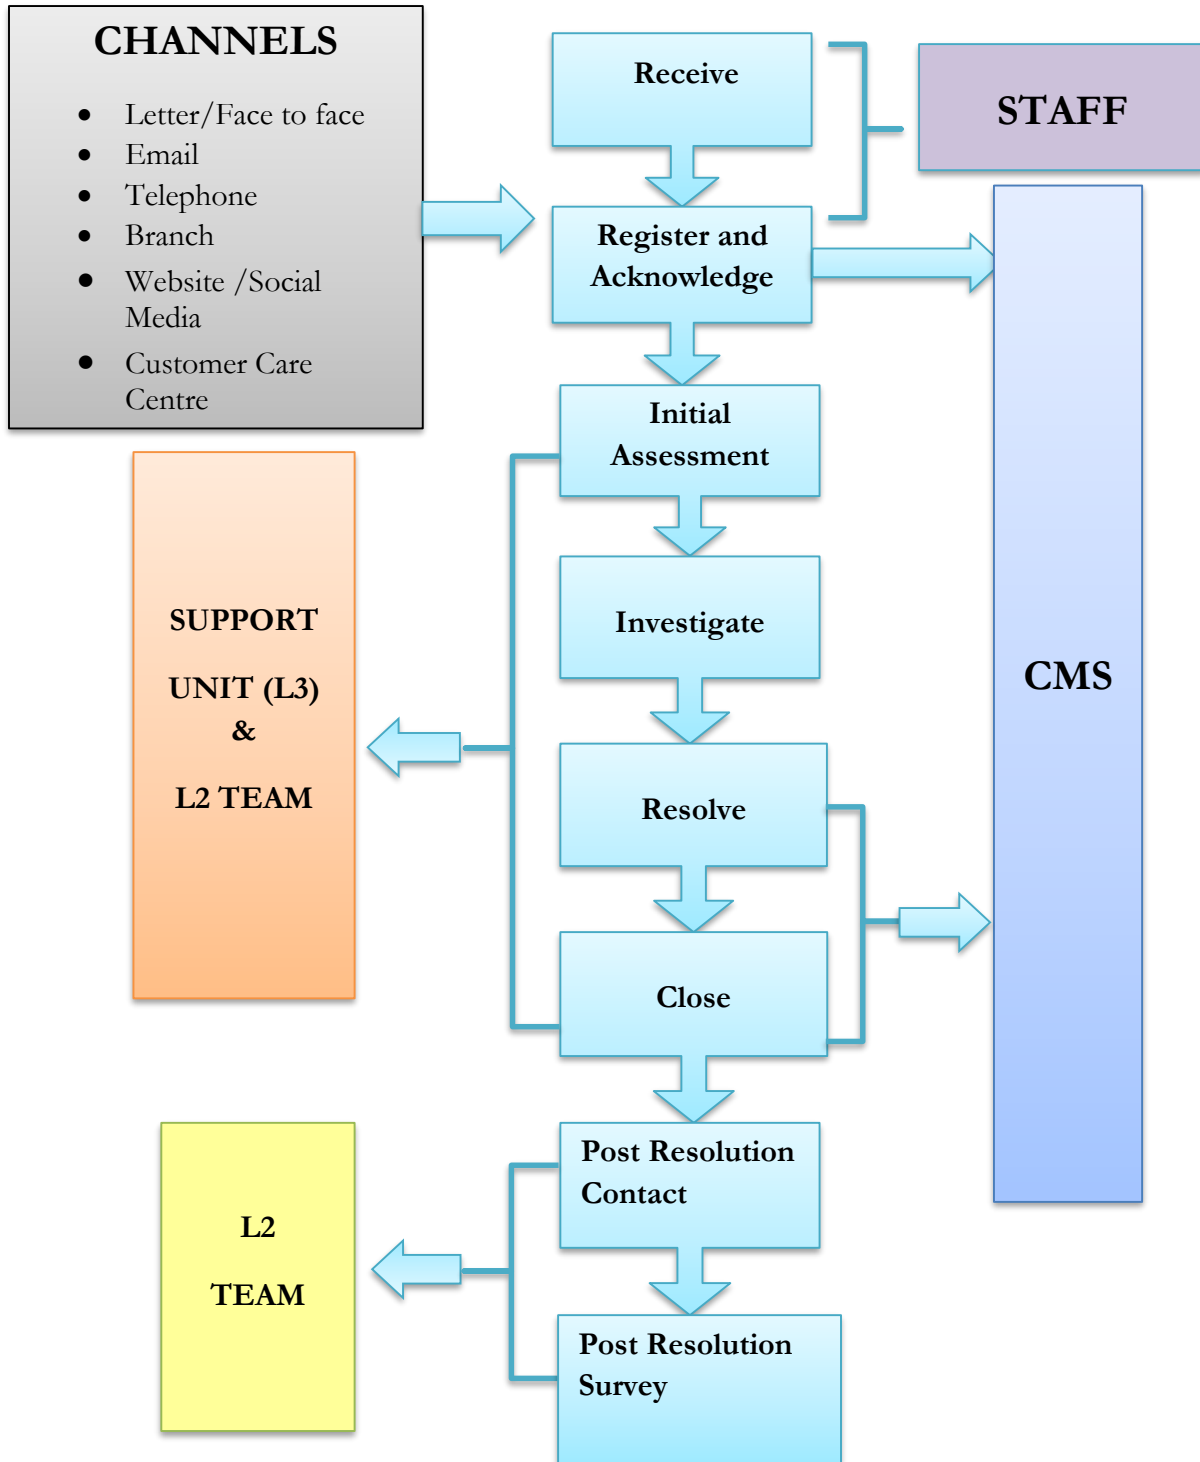 CHANNELS
• Letter/Face to face
• Email
• Telephone
• Branch
• Website /Social
Media
• Customer Care
Centre
Receive
STAFF
Register and
Acknowledge
Initial
Assessment
Investigate
Resolve
Close
SUPPORT
UNIT (L3)
&
L2 TEAM
CMS
Post Resolution
Contact
L2
TEAM
Post Resolution
Survey